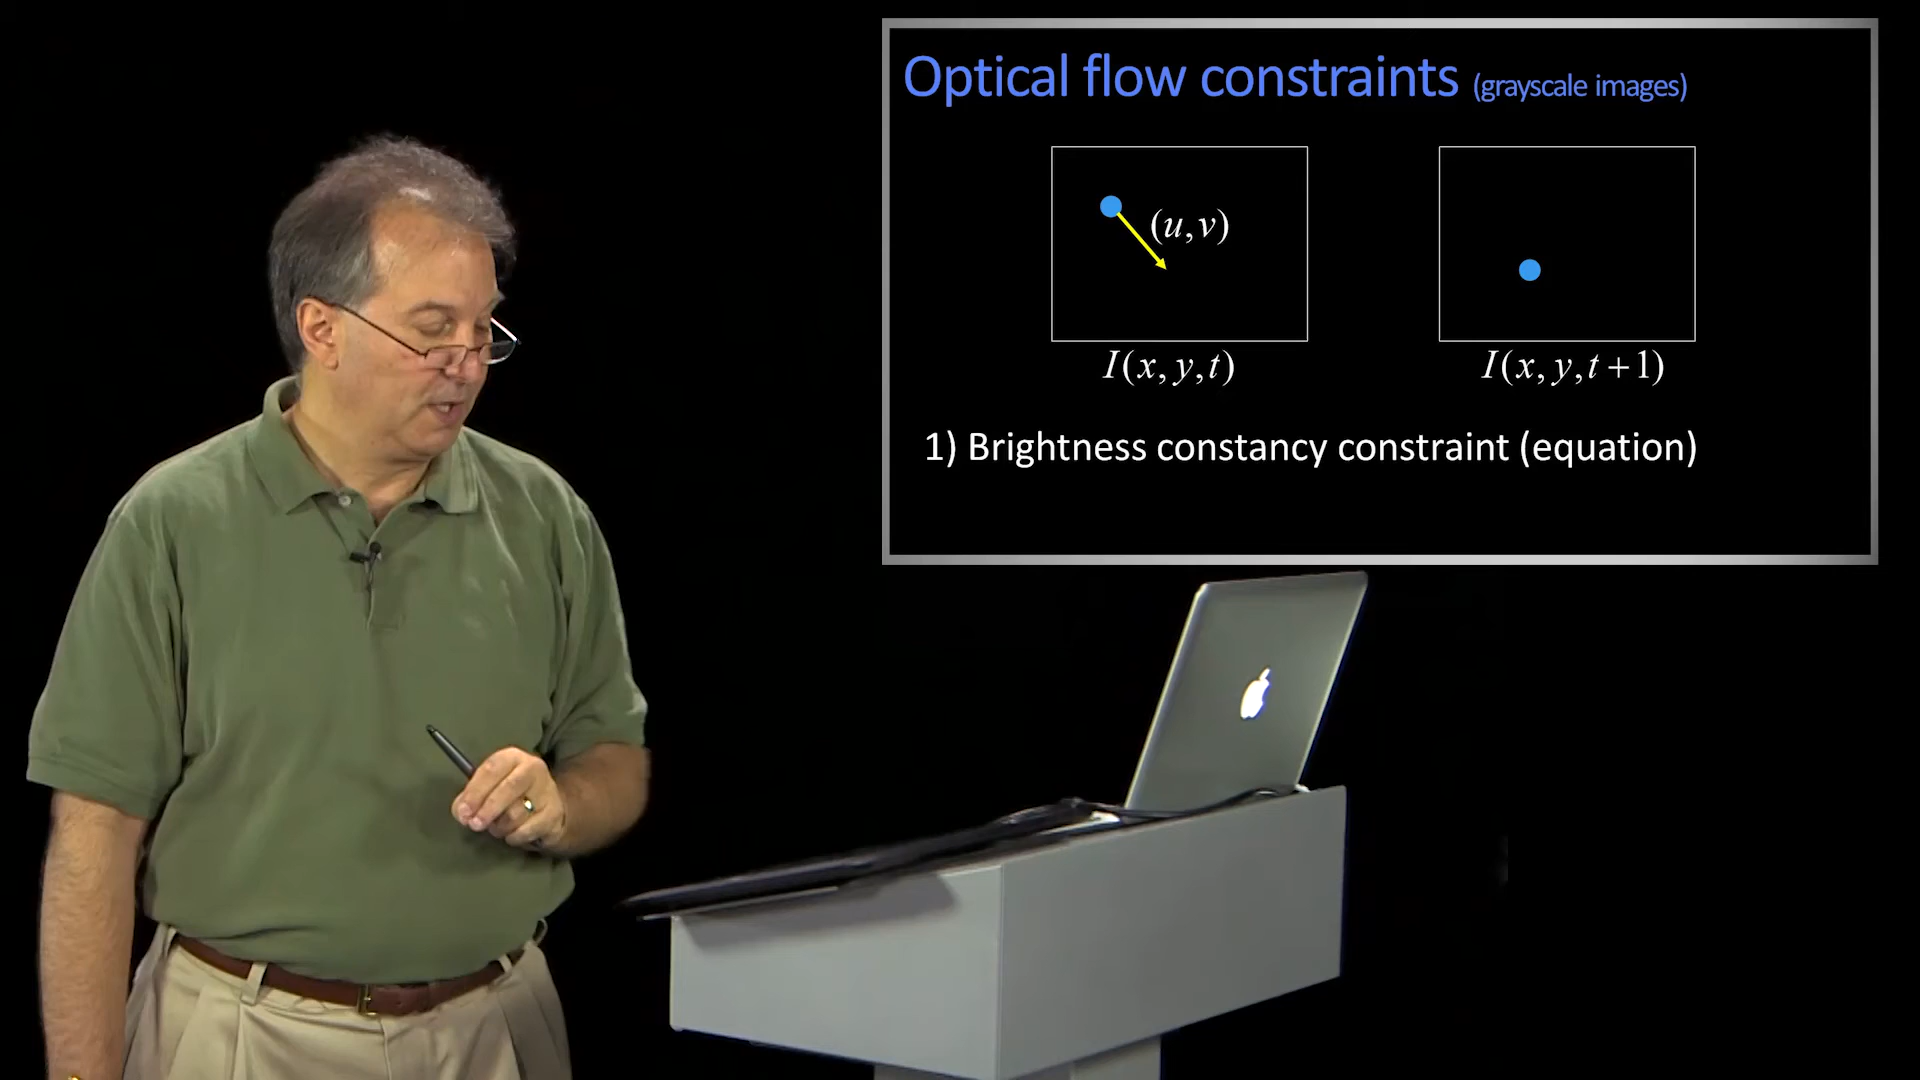 Optical flow constraints (grayscale images)
(u,v)
I(x, y,t)
I(x, y,t +1)
1) Brightness constancy constraint (equation)